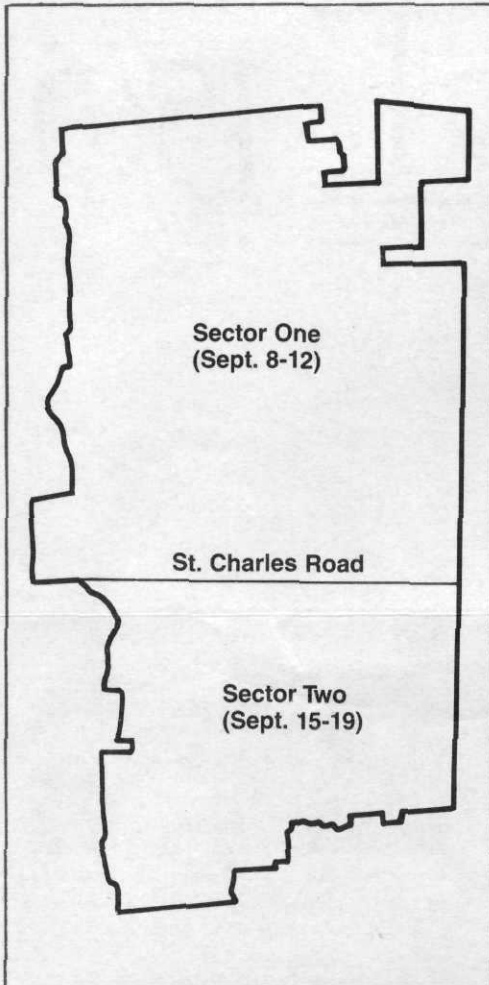 Sector One
(Sept. 8-12)
St. Charles Road
Sector Two
(Sept. 15-19)